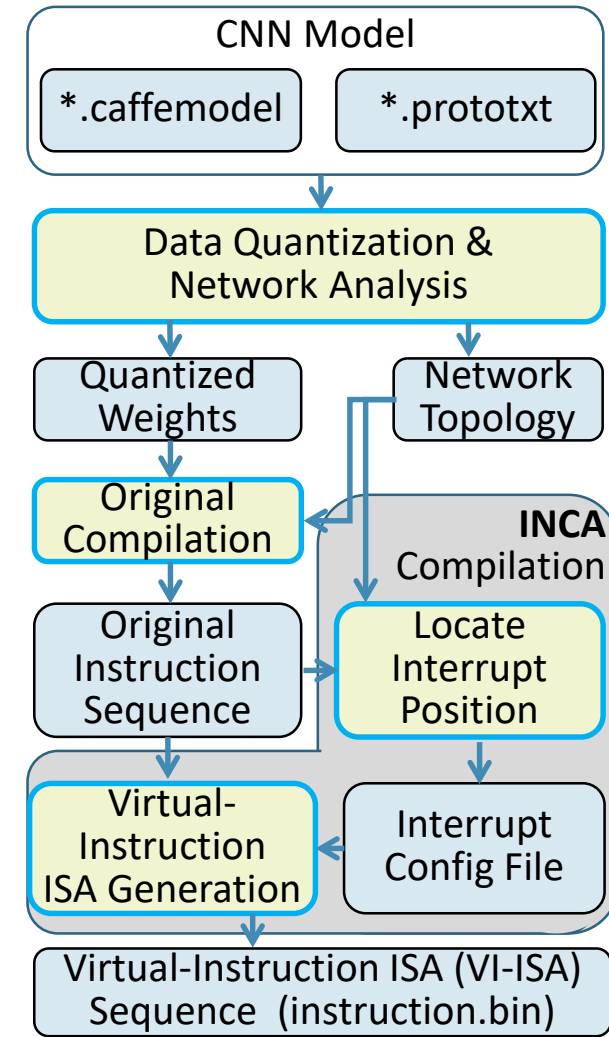 CNN Model
*.caffemodel
*.prototxt
Data Quantization &
Network Analysis
Quantized
Weights
Network
Topology
Original
Compilation
INCA
Compilation
Original
Instruction
Sequence
Locate
Interrupt
Position
Virtual-
Instruction
ISA Generation
Interrupt
Config File
Virtual-Instruction ISA (VI-ISA)
Sequence (instruction.bin)